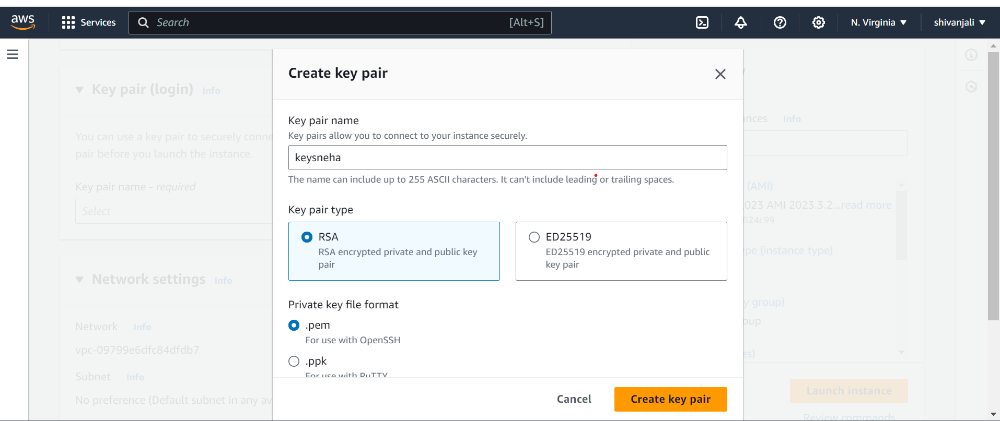 aws
Services
Search
[Alt+S]
N. Virginia
shivanjali
Key pair (login) Info
You can use a key pair to securely conne
pair before you launch the instance.
Key pair name - required
Select
Network settings Info
Network Info
vpc-09799e6dfc84dfdb7
Subnet Info
No preference (Default subnet in any av
Create key pair
Key pair name
Key pairs allow you to connect to your instance securely.
keysneha
The name can include up to 255 ASCII characters. It can't include leading or trailing spaces.
Key pair type
RSA
RSA encrypted private and public key
pair
ED25519
ED25519 encrypted private and public
key pair
Private key file format
.pem
For use with OpenSSH
.ppk
For use with PuTTY
Cancel
Create key pair
ances Info
(AMI)
023 AMI 2023.3.2...read more
624c99
pe (instance type)
y group)
oup
es)
Launch instance
Review commands